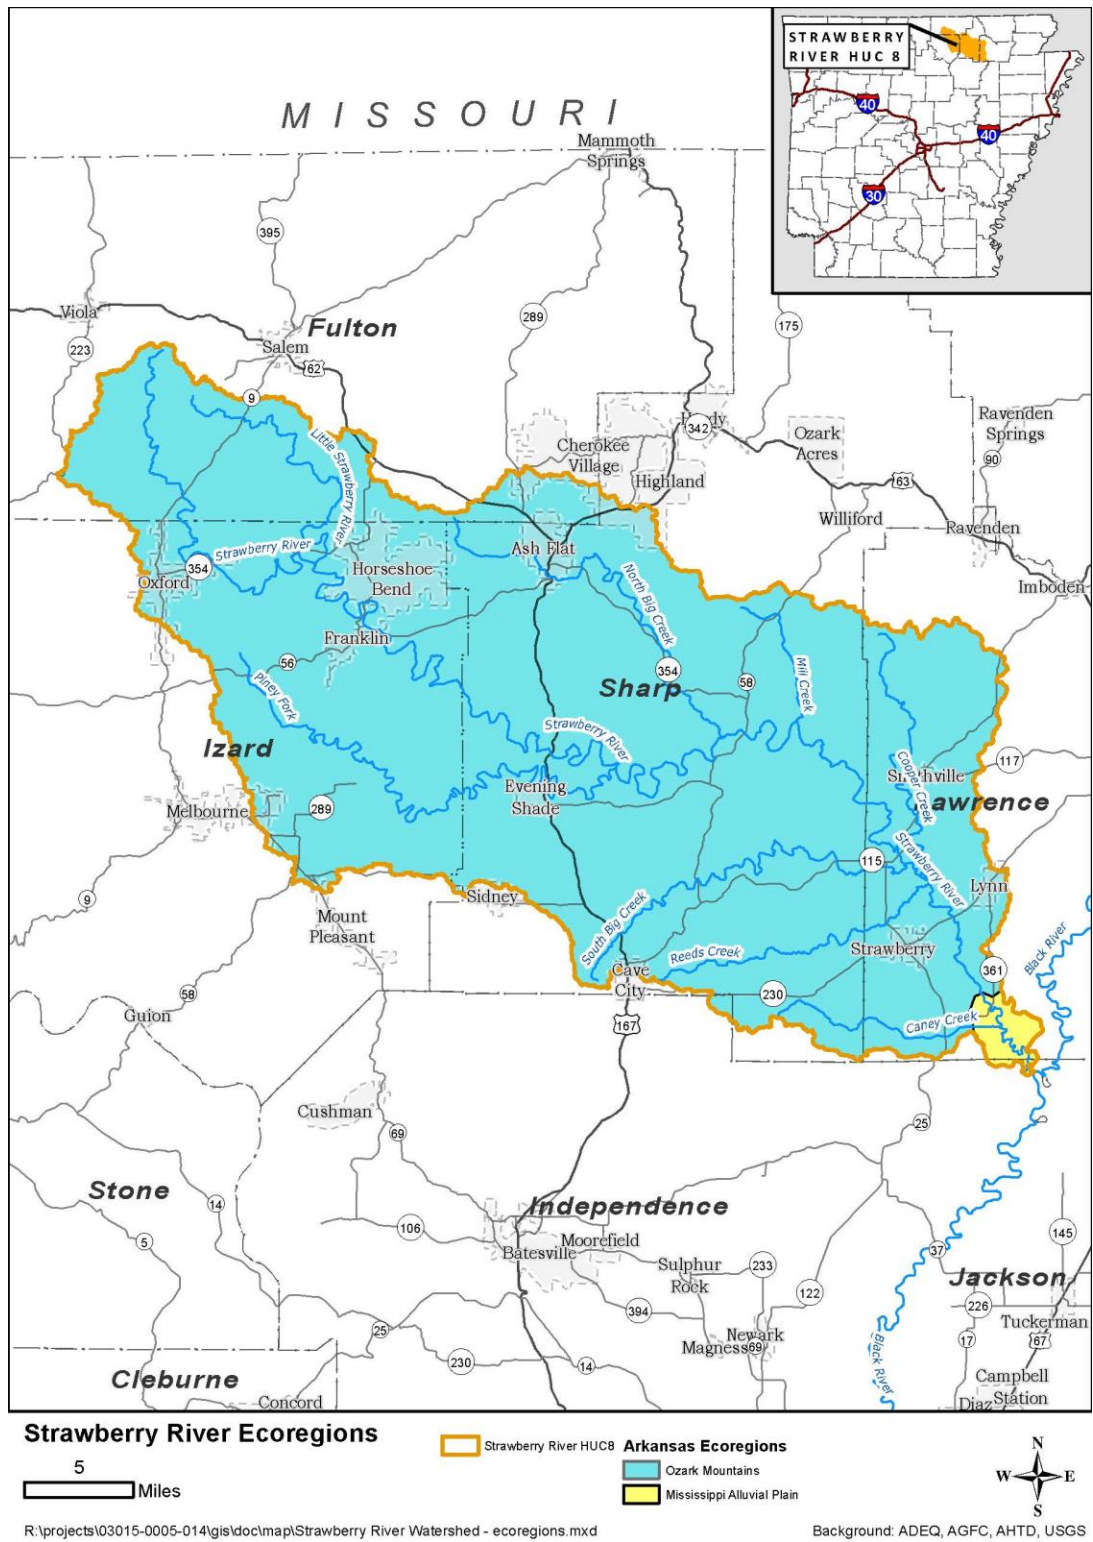 STRAWBERRY
RIVER HUC 8
40
40
30
MISSOURI
Mammoth
Springs
395
Viola
Fulton
289
175
223
Salem
62
9
Ravenden
Springs
342
Ozark
Acres
Cherokee
Village
Highland
90
63
Little Strawberry River
Williford
Ravenden
Strawberry River
Ash Flat
354
Oxford
Horseshoe
Bend
North Big Creek
Imboden
Franklin
56
354
58
Mill Creek
Sharp
Piney Fork
Strawberry River
Izard
Cooper Creek
117
Evening
Shade
Melbourne
289
Strawberry River
115
Lynn
9
Sidney
Mount
Pleasant
South Big Creek
Reeds Creek
Strawberry
Black River
Cave
City
361
58
230
Guion
Caney Creek
167
Cushman
69
25
Stone
14
Independence
106
5
Moorefield
Batesville
145
37
Sulphur
Rock
233
Jackson
122
394
226
Tuckerman
25
Newark
Magness
69
17
67
230
14
Black River
Cleburne
Campbell
Station
Diaz
Concord
Strawberry River Ecoregions
5
Miles
Strawberry River HUC8
Arkansas Ecoregions
Ozark Mountains
Mississippi Alluvial Plain
N
W
E
S
R:\projects\03015-0005-014\gis\doc\map\Strawberry River Watershed - ecoregions.mxd
Background: ADEQ, AGFC, AHTD, USGS